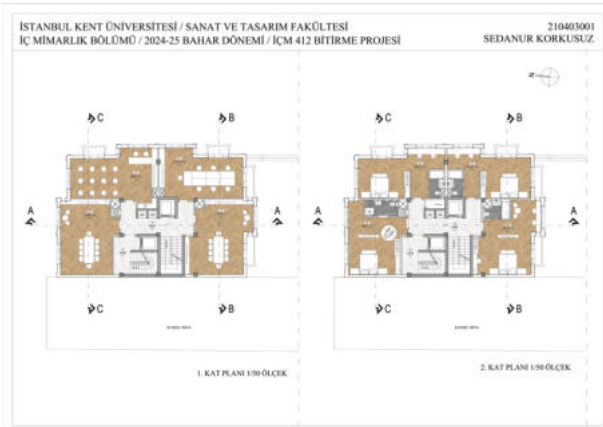 İSTANBUL KENT ÜNİVERSİTESİ / SANAT VE TASARIM FAKÜLTESİ
İÇ MİMARLIK BÖLÜMÜ / 2024-25 BAHAR DÖNEMİ / İÇM 412 BİTİRME PROJESİ
210403001
SEDANUR KORKUSUZ
C
B
C
B
A
A
A
A
C
B
C
B
1. KAT PLANI 1/50 ÖLÇEK
2. KAT PLANI 1/50 ÖLÇEK